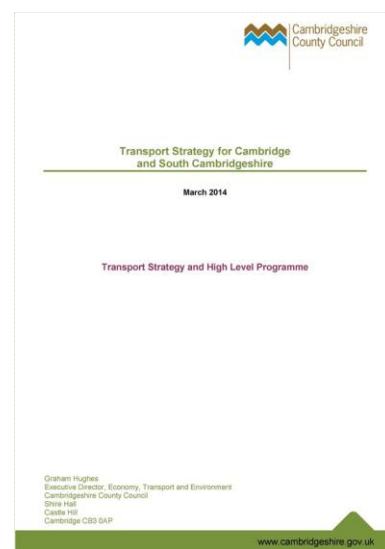 Cambridgeshire
County Council
Transport Strategy for Cambridge
and South Cambridgeshire
March 2014
Transport Strategy and High Level Programme
Graham Hughes
Executive Director, Economy, Transport and Environment
Cambridgeshire County Council
Shire Hall
Castle Hill
Cambridge CB3 0AP
www.cambridgeshire.gov.uk